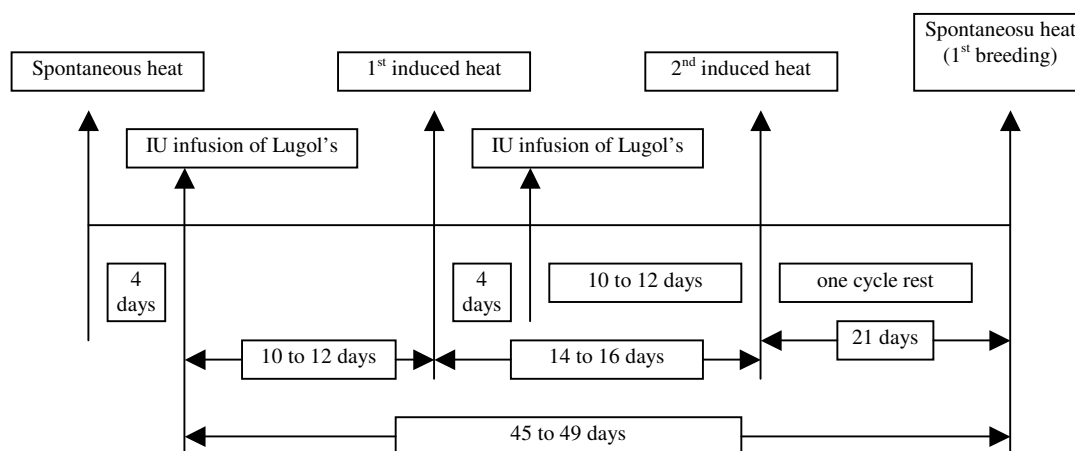 Spontaneosu heat
(1st breeding)
Spontaneous heat
1st induced heat
2nd induced heat
IU infusion of Lugol's
IU infusion of Lugol's
4
days
4
days
10 to 12 days
one cycle rest
10 to 12 days
14 to 16 days
21 days
45 to 49 days